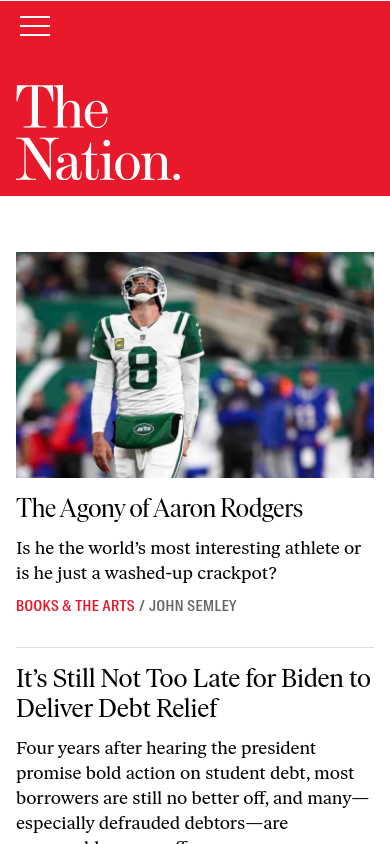 The
Nation.
8
JETS
The Agony of Aaron Rodgers
Is he the world’s most interesting athlete or
is he just a washed-up crackpot?
BOOKS & THE ARTS / JOHN SEMLEY
It’s Still Not Too Late for Biden to
Deliver Debt Relief
Four years after hearing the president
promise bold action on student debt, most
borrowers are still no better off, and many—
especially defrauded debtors—are